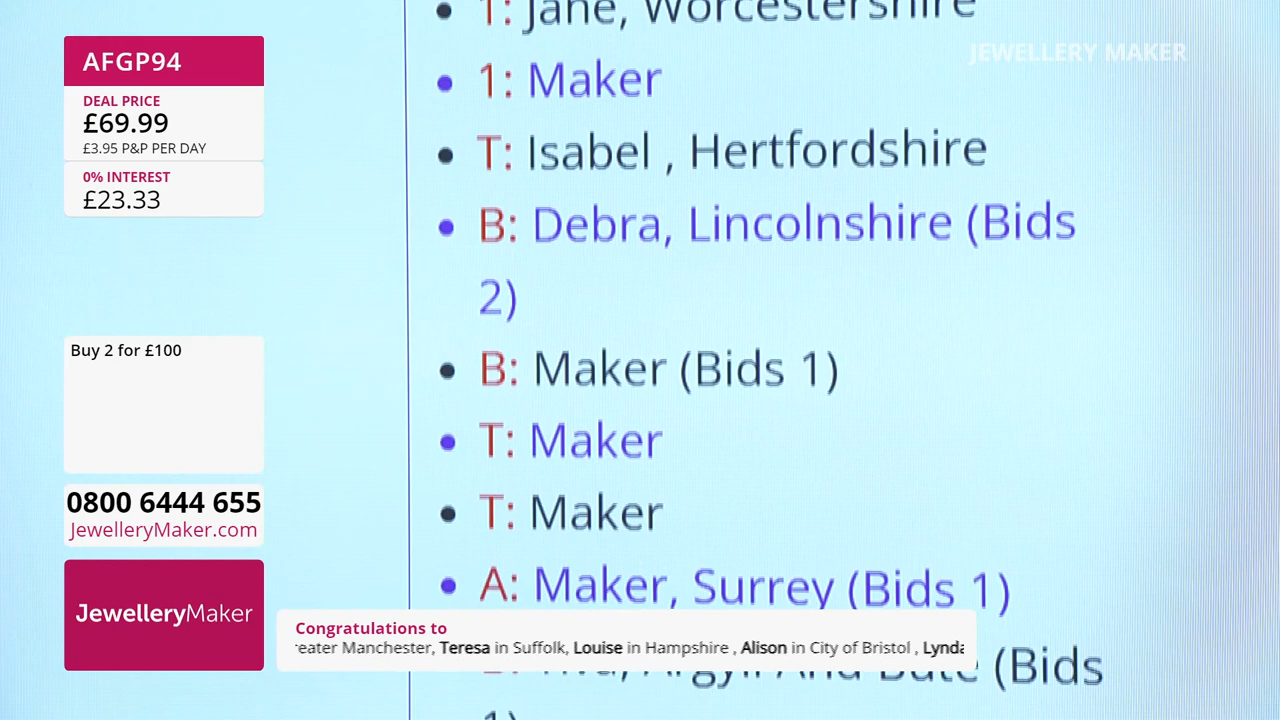 T: Jane, Worcestershire
JEWELLERY MAKER
AFGP94
DEAL PRICE
£69.99
£3.95 P&P PER DAY
0% INTEREST
£23.33
1: Maker
T: Isabel , Hertfordshire
B: Debra, Lincolnshire (Bids
2)
B: Maker (Bids 1)
T: Maker
T: Maker
A: Maker, Surrey (Bids 1)
Argyll And Bute (Bids
1)
Buy 2 for £100
0800 6444 655
JewelleryMaker.com
JewelleryMaker
Congratulations to
Manchester, Teresa in Suffolk, Louise in Hampshire , Alison in City of Bristol ,